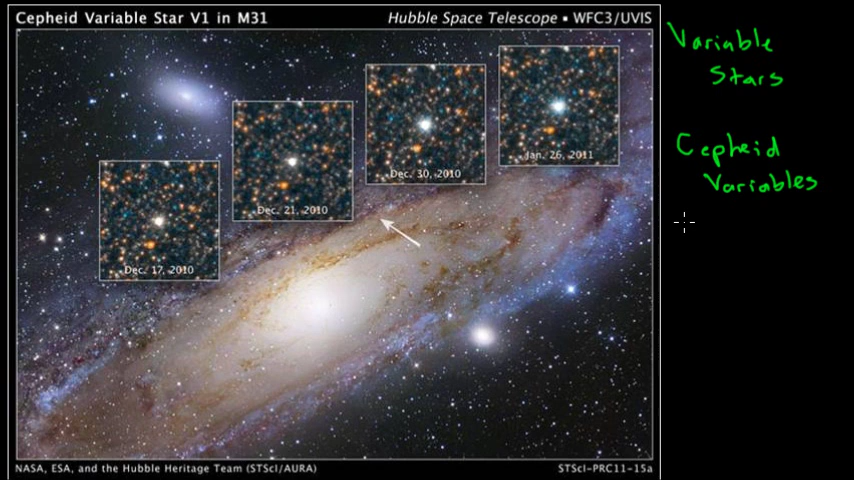 Cepheid Variable Star V1 in M31
Hubble Space Telescope ▪ WFC3/UVIS
Dec. 17, 2010
Dec. 21, 2010
Dec. 30, 2010
Jan. 26, 2011
NASA, ESA, and the Hubble Heritage Team (STScI/AURA)
STScI-PRC11-15a
Variable
Stars
Cepheid
Variables